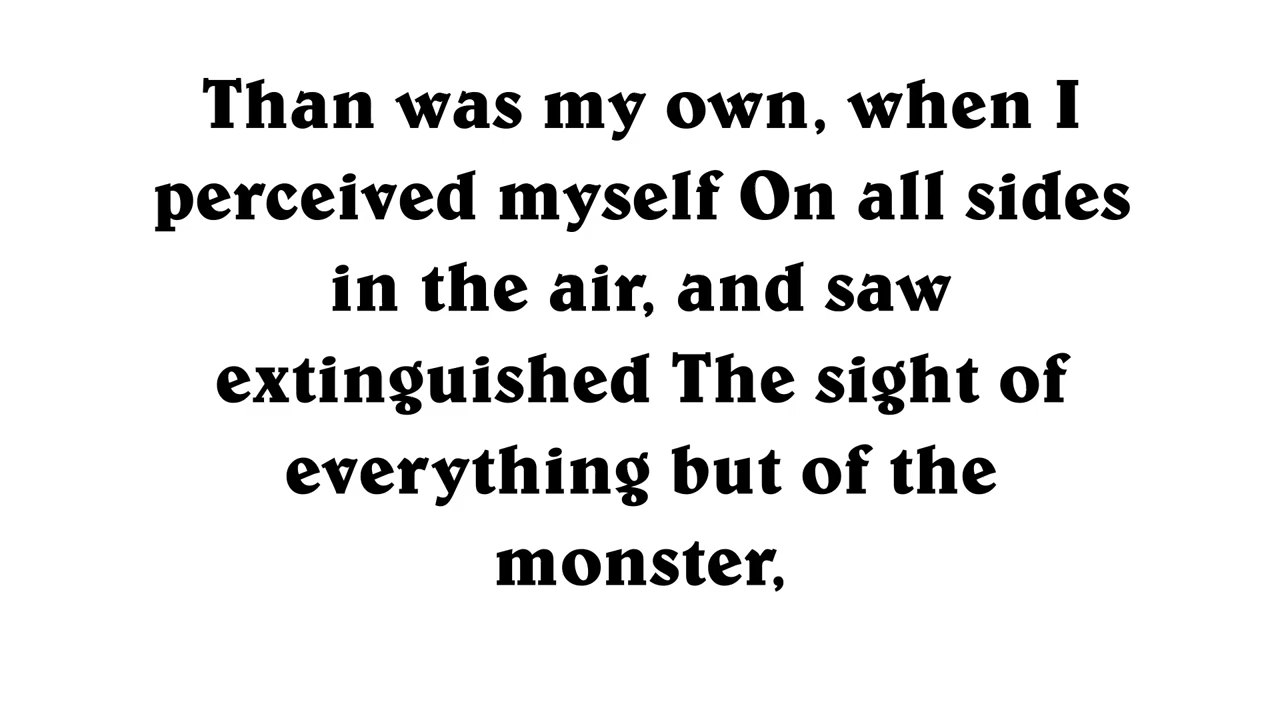 Than was my own, when I
perceived myself On all sides
in the air, and saw
extinguished The sight of
everything but of the
monster,